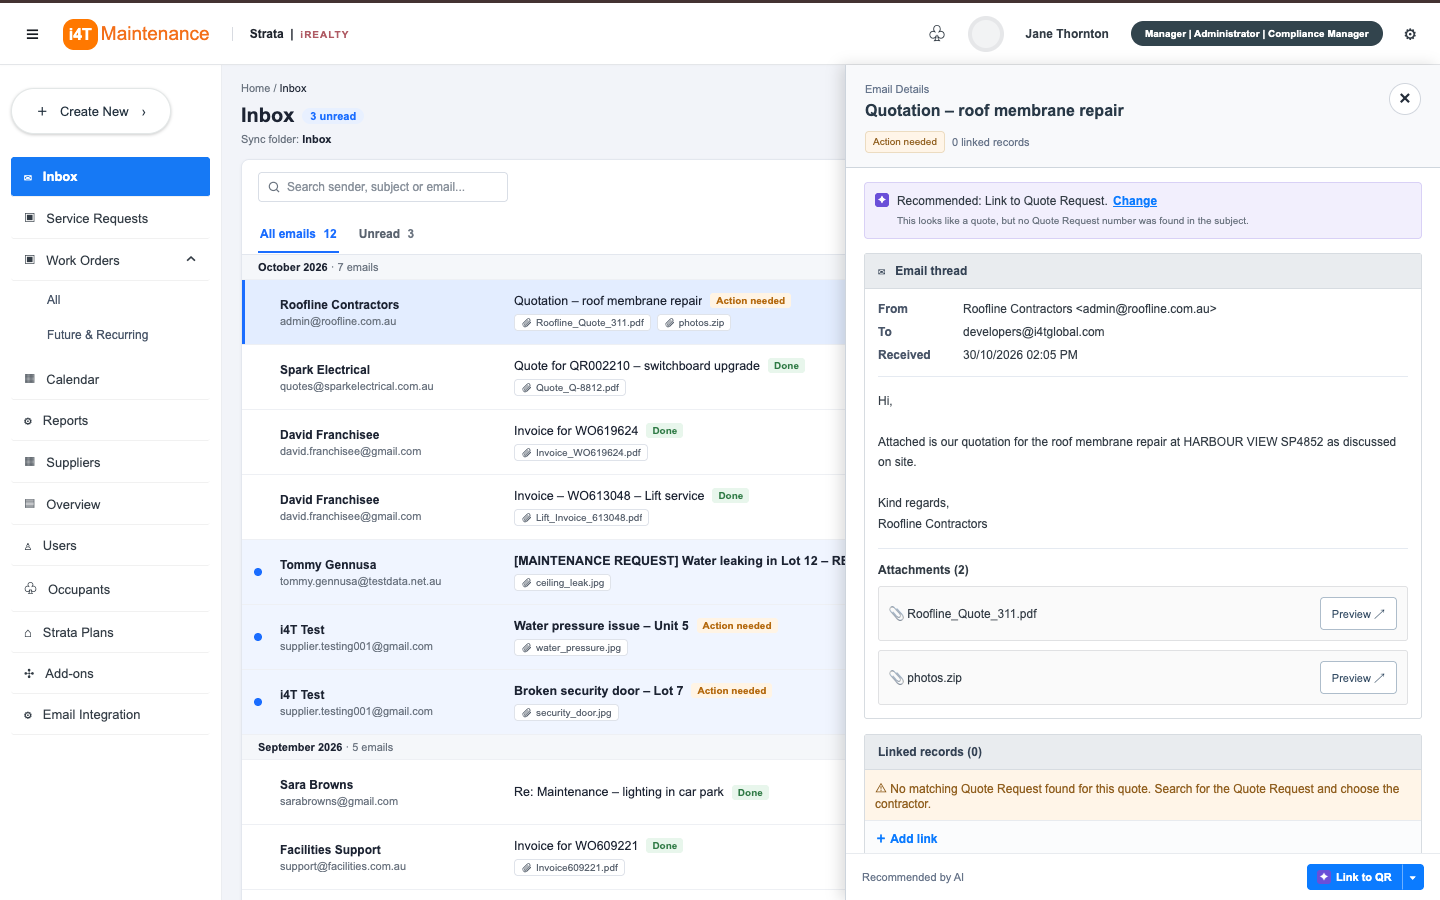 i4T Maintenance
Strata | iREALTY
Jane Thornton
Manager | Administrator | Compliance Manager
+ Create New ›
Inbox
Service Requests
Work Orders
All
Future & Recurring
Calendar
Reports
Suppliers
Overview
Users
Occupants
Strata Plans
Add-ons
Email Integration
Home / Inbox
Inbox 3 unread
Sync folder: Inbox
Search sender, subject or email...
All emails 12 Unread 3
October 2026 · 7 emails
Roofline Contractors
admin@roofline.com.au
Quotation – roof membrane repair Action needed
Roofline_Quote_311.pdf photos.zip
Spark Electrical
quotes@sparkelectrical.com.au
Quote for QR002210 – switchboard upgrade Done
Quote_Q-8812.pdf
David Franchisee
david.franchisee@gmail.com
Invoice for WO619624 Done
Invoice_WO619624.pdf
David Franchisee
david.franchisee@gmail.com
Invoice – WO613048 – Lift service Done
Lift_Invoice_613048.pdf
Tommy Gennusa
tommy.gennusa@testdata.net.au
[MAINTENANCE REQUEST] Water leaking in Lot 12 – RE
ceiling_leak.jpg
i4T Test
supplier.testing001@gmail.com
Water pressure issue – Unit 5 Action needed
water_pressure.jpg
i4T Test
supplier.testing001@gmail.com
Broken security door – Lot 7 Action needed
security_door.jpg
September 2026 · 5 emails
Sara Browns
sarabrowns@gmail.com
Re: Maintenance – lighting in car park Done
Facilities Support
support@facilities.com.au
Invoice for WO609221 Done
Invoice609221.pdf
Email Details
Quotation – roof membrane repair
Action needed 0 linked records
Recommended: Link to Quote Request. Change
This looks like a quote, but no Quote Request number was found in the subject.
Email thread
From Roofline Contractors <admin@roofline.com.au>
To developers@i4tglobal.com
Received 30/10/2026 02:05 PM
Hi,
Attached is our quotation for the roof membrane repair at HARBOUR VIEW SP4852 as discussed
on site.
Kind regards,
Roofline Contractors
Attachments (2)
Roofline_Quote_311.pdf Preview
photos.zip Preview
Linked records (0)
No matching Quote Request found for this quote. Search for the Quote Request and choose the
contractor.
+ Add link
Recommended by AI
Link to QR